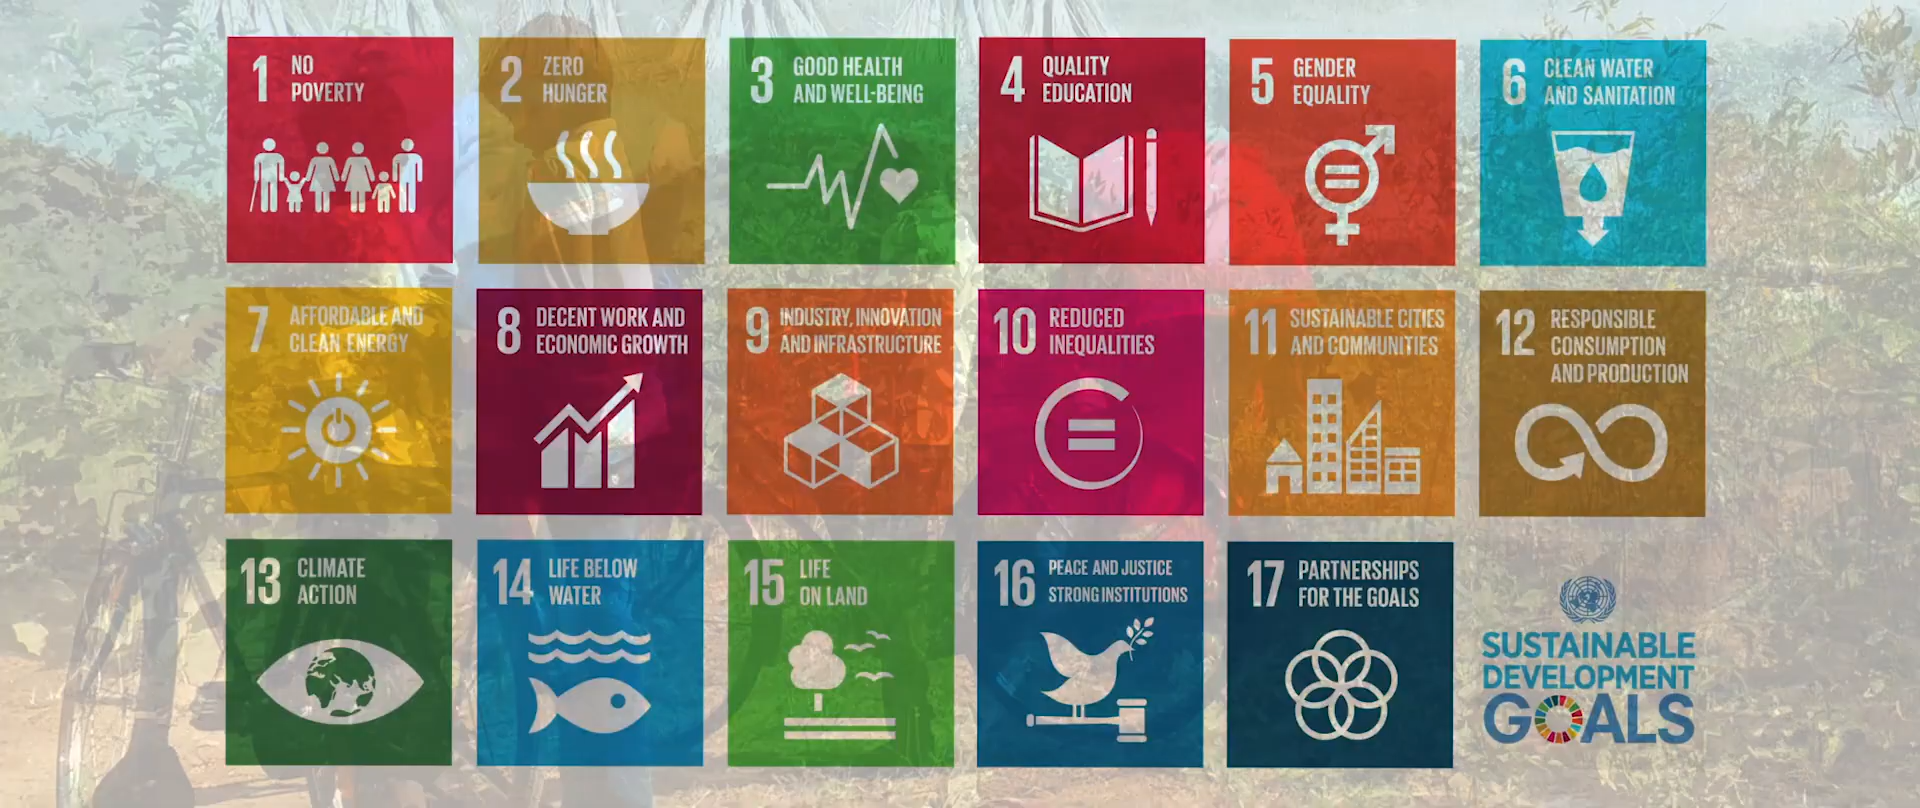 1 NO
POVERTY
2 ZERO
HUNGER
3 GOOD HEALTH
AND WELL-BEING
4 QUALITY
EDUCATION
5 GENDER
EQUALITY
6 CLEAN WATER
AND SANITATION
7 AFFORDABLE AND
CLEAN ENERGY
8 DECENT WORK AND
ECONOMIC GROWTH
9 INDUSTRY, INNOVATION
AND INFRASTRUCTURE
10 REDUCED
INEQUALITIES
11 SUSTAINABLE CITIES
AND COMMUNITIES
12 RESPONSIBLE
CONSUMPTION
AND PRODUCTION
13 CLIMATE
ACTION
14 LIFE BELOW
WATER
15 LIFE
ON LAND
16 PEACE AND JUSTICE
STRONG INSTITUTIONS
17 PARTNERSHIPS
FOR THE GOALS
SUSTAINABLE
DEVELOPMENT
GOALS